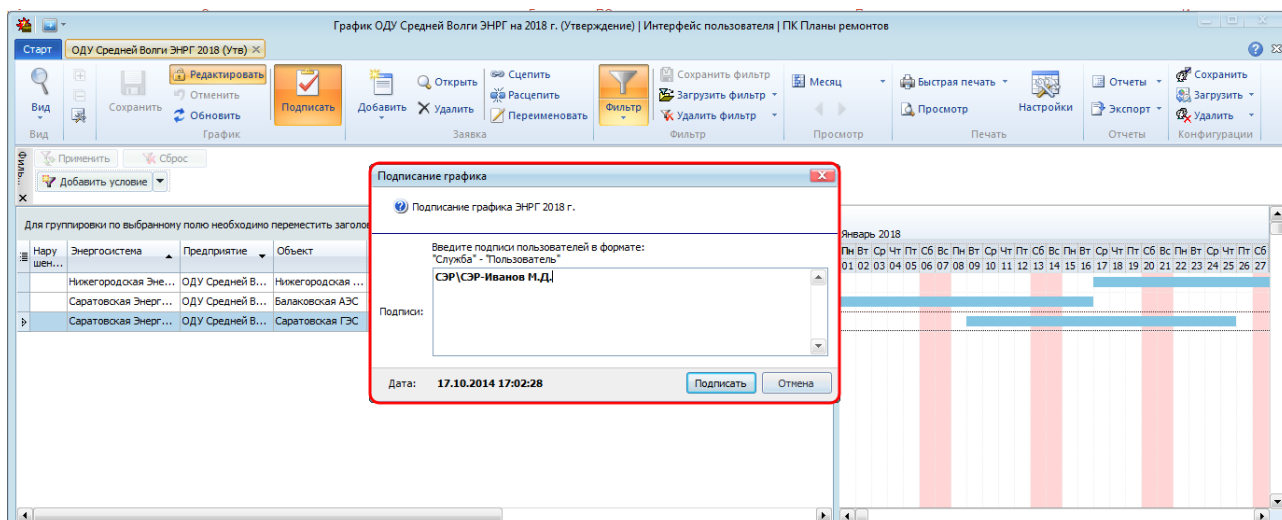 График ОДУ Средней Волги ЭНРГ на 2018 г. (Утверждение) | Интерфейс пользователя | ПК Планы ремонтов
Старт ОДУ Средней Волги ЭНРГ 2018 (Утв)
Вид Сохранить Редактировать Отменить Обновить Подписать
Добавить Открыть Удалить Сцепить Расцепить Переименовать
Фильтр Сохранить фильтр Загрузить фильтр Удалить фильтр
Месяц Быстрая печать Просмотр Настройки
Отчеты Экспорт Сохранить Загрузить Удалить
Вид График Заявка Фильтр Просмотр Печать Отчеты Конфигурации
Филь...
Применить Сброс
Добавить условие
Для группировки по выбранному полю необходимо переместить заголо
Нару шен... Энергосистема Предприятие Объект
Нижегородская Эне... ОДУ Средней В... Нижегородская ...
Саратовская Энерг... ОДУ Средней В... Балаковская АЭС
Саратовская Энерг... ОДУ Средней В... Саратовская ГЭС
Подписание графика
Подписание графика ЭНРГ 2018 г.
Введите подписи пользователей в формате:
"Служба" - "Пользователь"
Подписи:
СЭР\СЭР-Иванов М.Д.
Дата: 17.10.2014 17:02:28 Подписать Отмена
Январь 2018
Пн Вт Ср Чт Пт Сб Вс Пн Вт Ср Чт Пт Сб Вс Пн Вт Ср Чт Пт Сб Вс Пн Вт Ср Чт Пт Сб
01 02 03 04 05 06 07 08 09 10 11 12 13 14 15 16 17 18 19 20 21 22 23 24 25 26 27